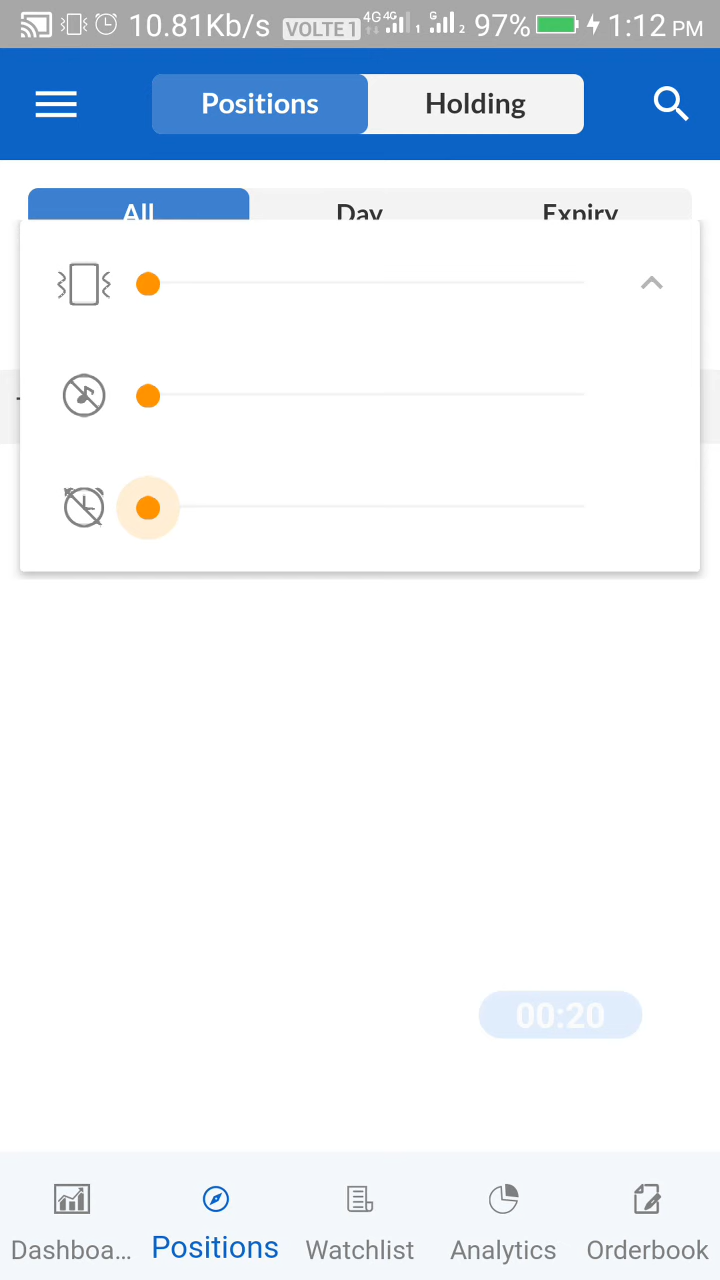 10.81Kb/s VOLTE 1 4G 4G 1 G 2 97% 1:12 PM
Positions Holding
All Day Expiry
00:20
Dashboa... Positions Watchlist Analytics Orderbook